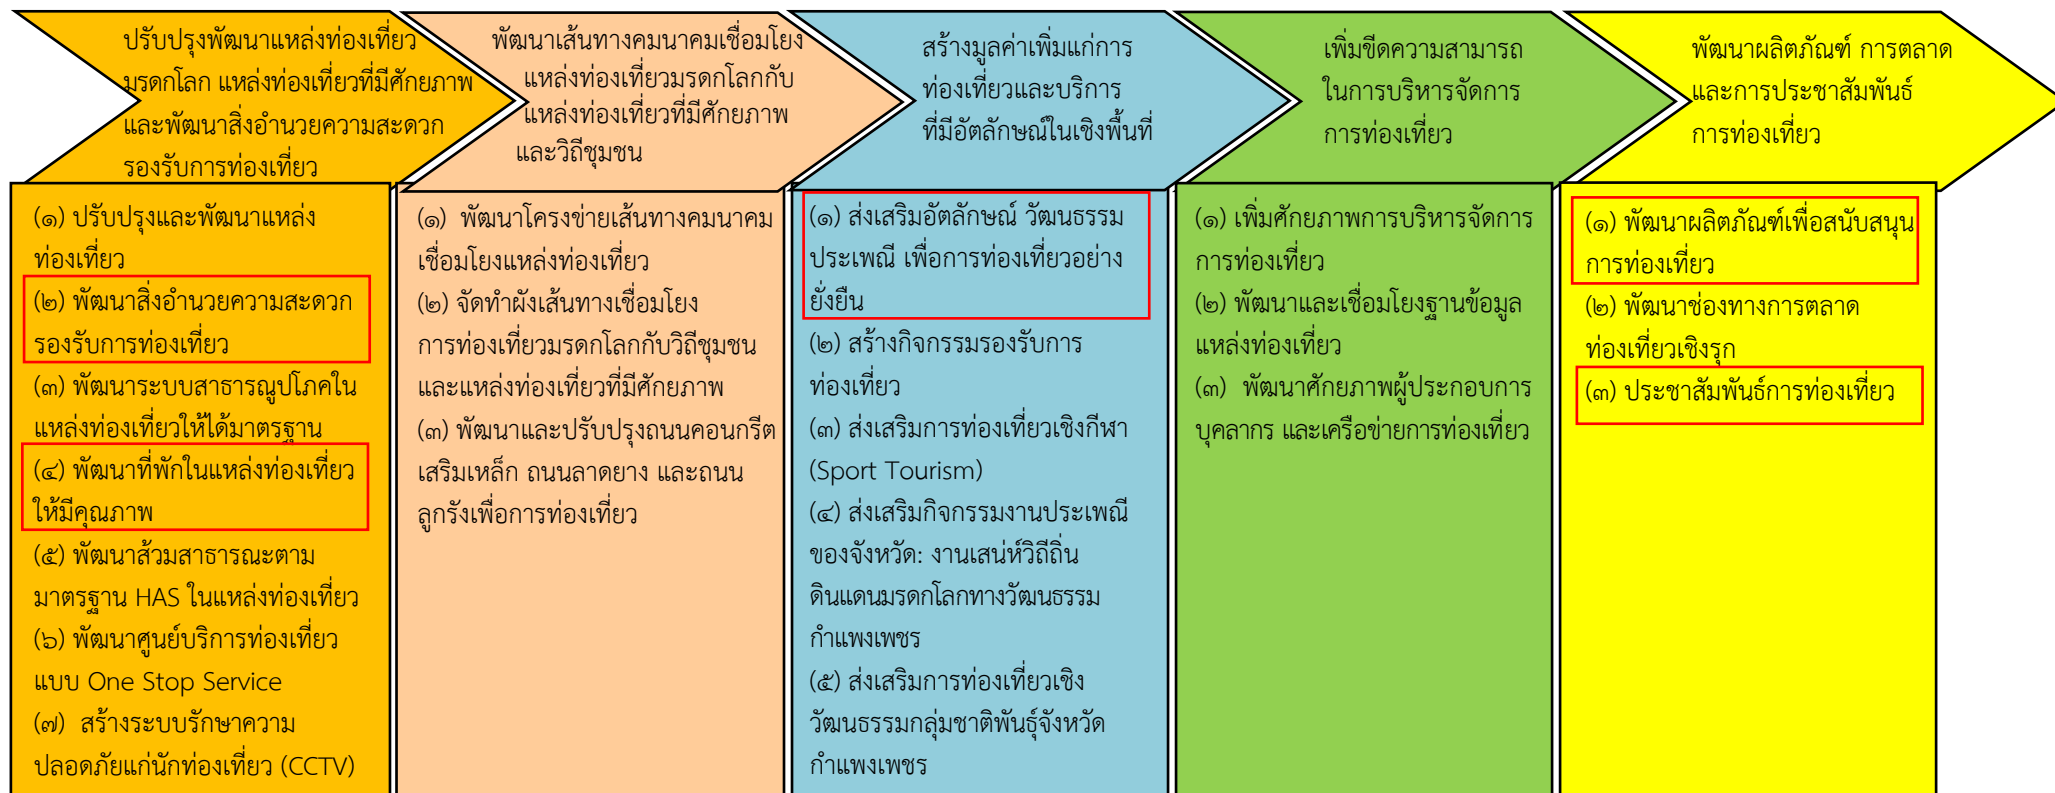 ปรับปรุงพัฒนาแหล่งท่องเที่ยว
มรดกโลก แหล่งท่องเที่ยวที่มีศักยภาพ
และพัฒนาสิ่งอำนวยความสะดวก
รองรับการท่องเที่ยว
พัฒนาเส้นทางคมนาคมเชื่อมโยง
แหล่งท่องเที่ยวมรดกโลกกับ
แหล่งท่องเที่ยวที่มีศักยภาพ
และวิถีชุมชน
สร้างมูลค่าเพิ่มแก่การ
ท่องเที่ยวและบริการ
ที่มีอัตลักษณ์ในเชิงพื้นที่
เพิ่มขีดความสามารถ
ในการบริหารจัดการ
การท่องเที่ยว
พัฒนาผลิตภัณฑ์ การตลาด
และการประชาสัมพันธ์
การท่องเที่ยว
(๑) ปรับปรุงและพัฒนาแหล่ง
ท่องเที่ยว
(๒) พัฒนาสิ่งอำนวยความสะดวก
รองรับการท่องเที่ยว
(๓) พัฒนาระบบสาธารณูปโภคใน
แหล่งท่องเที่ยวให้ได้มาตรฐาน
(๔) พัฒนาที่พักในแหล่งท่องเที่ยว
ให้มีคุณภาพ
(๕) พัฒนาส้วมสาธารณะตาม
มาตรฐาน HAS ในแหล่งท่องเที่ยว
(๖) พัฒนาศูนย์บริการท่องเที่ยว
แบบ One Stop Service
(๗) สร้างระบบรักษาความ
ปลอดภัยแก่นักท่องเที่ยว (CCTV)
(๑) พัฒนาโครงข่ายเส้นทางคมนาคม
เชื่อมโยงแหล่งท่องเที่ยว
(๒) จัดทำผังเส้นทางเชื่อมโยง
การท่องเที่ยวมรดกโลกกับวิถีชุมชน
และแหล่งท่องเที่ยวที่มีศักยภาพ
(๓) พัฒนาและปรับปรุงถนนคอนกรีต
เสริมเหล็ก ถนนลาดยาง และถนน
ลูกรังเพื่อการท่องเที่ยว
(๑) ส่งเสริมอัตลักษณ์ วัฒนธรรม
ประเพณี เพื่อการท่องเที่ยวอย่าง
ยั่งยืน
(๒) สร้างกิจกรรมรองรับการ
ท่องเที่ยว
(๓) ส่งเสริมการท่องเที่ยวเชิงกีฬา
(Sport Tourism)
(๔) ส่งเสริมกิจกรรมงานประเพณี
ของจังหวัด: งานเสน่ห์วิถีถิ่น
ดินแดนมรดกโลกทางวัฒนธรรม
กำแพงเพชร
(๕) ส่งเสริมการท่องเที่ยวเชิง
วัฒนธรรมกลุ่มชาติพันธุ์จังหวัด
กำแพงเพชร
(๑) เพิ่มศักยภาพการบริหารจัดการ
การท่องเที่ยว
(๒) พัฒนาและเชื่อมโยงฐานข้อมูล
แหล่งท่องเที่ยว
(๓) พัฒนาศักยภาพผู้ประกอบการ
บุคลากร และเครือข่ายการท่องเที่ยว
(๑) พัฒนาผลิตภัณฑ์เพื่อสนับสนุน
การท่องเที่ยว
(๒) พัฒนาช่องทางการตลาด
ท่องเที่ยวเชิงรุก
(๓) ประชาสัมพันธ์การท่องเที่ยว